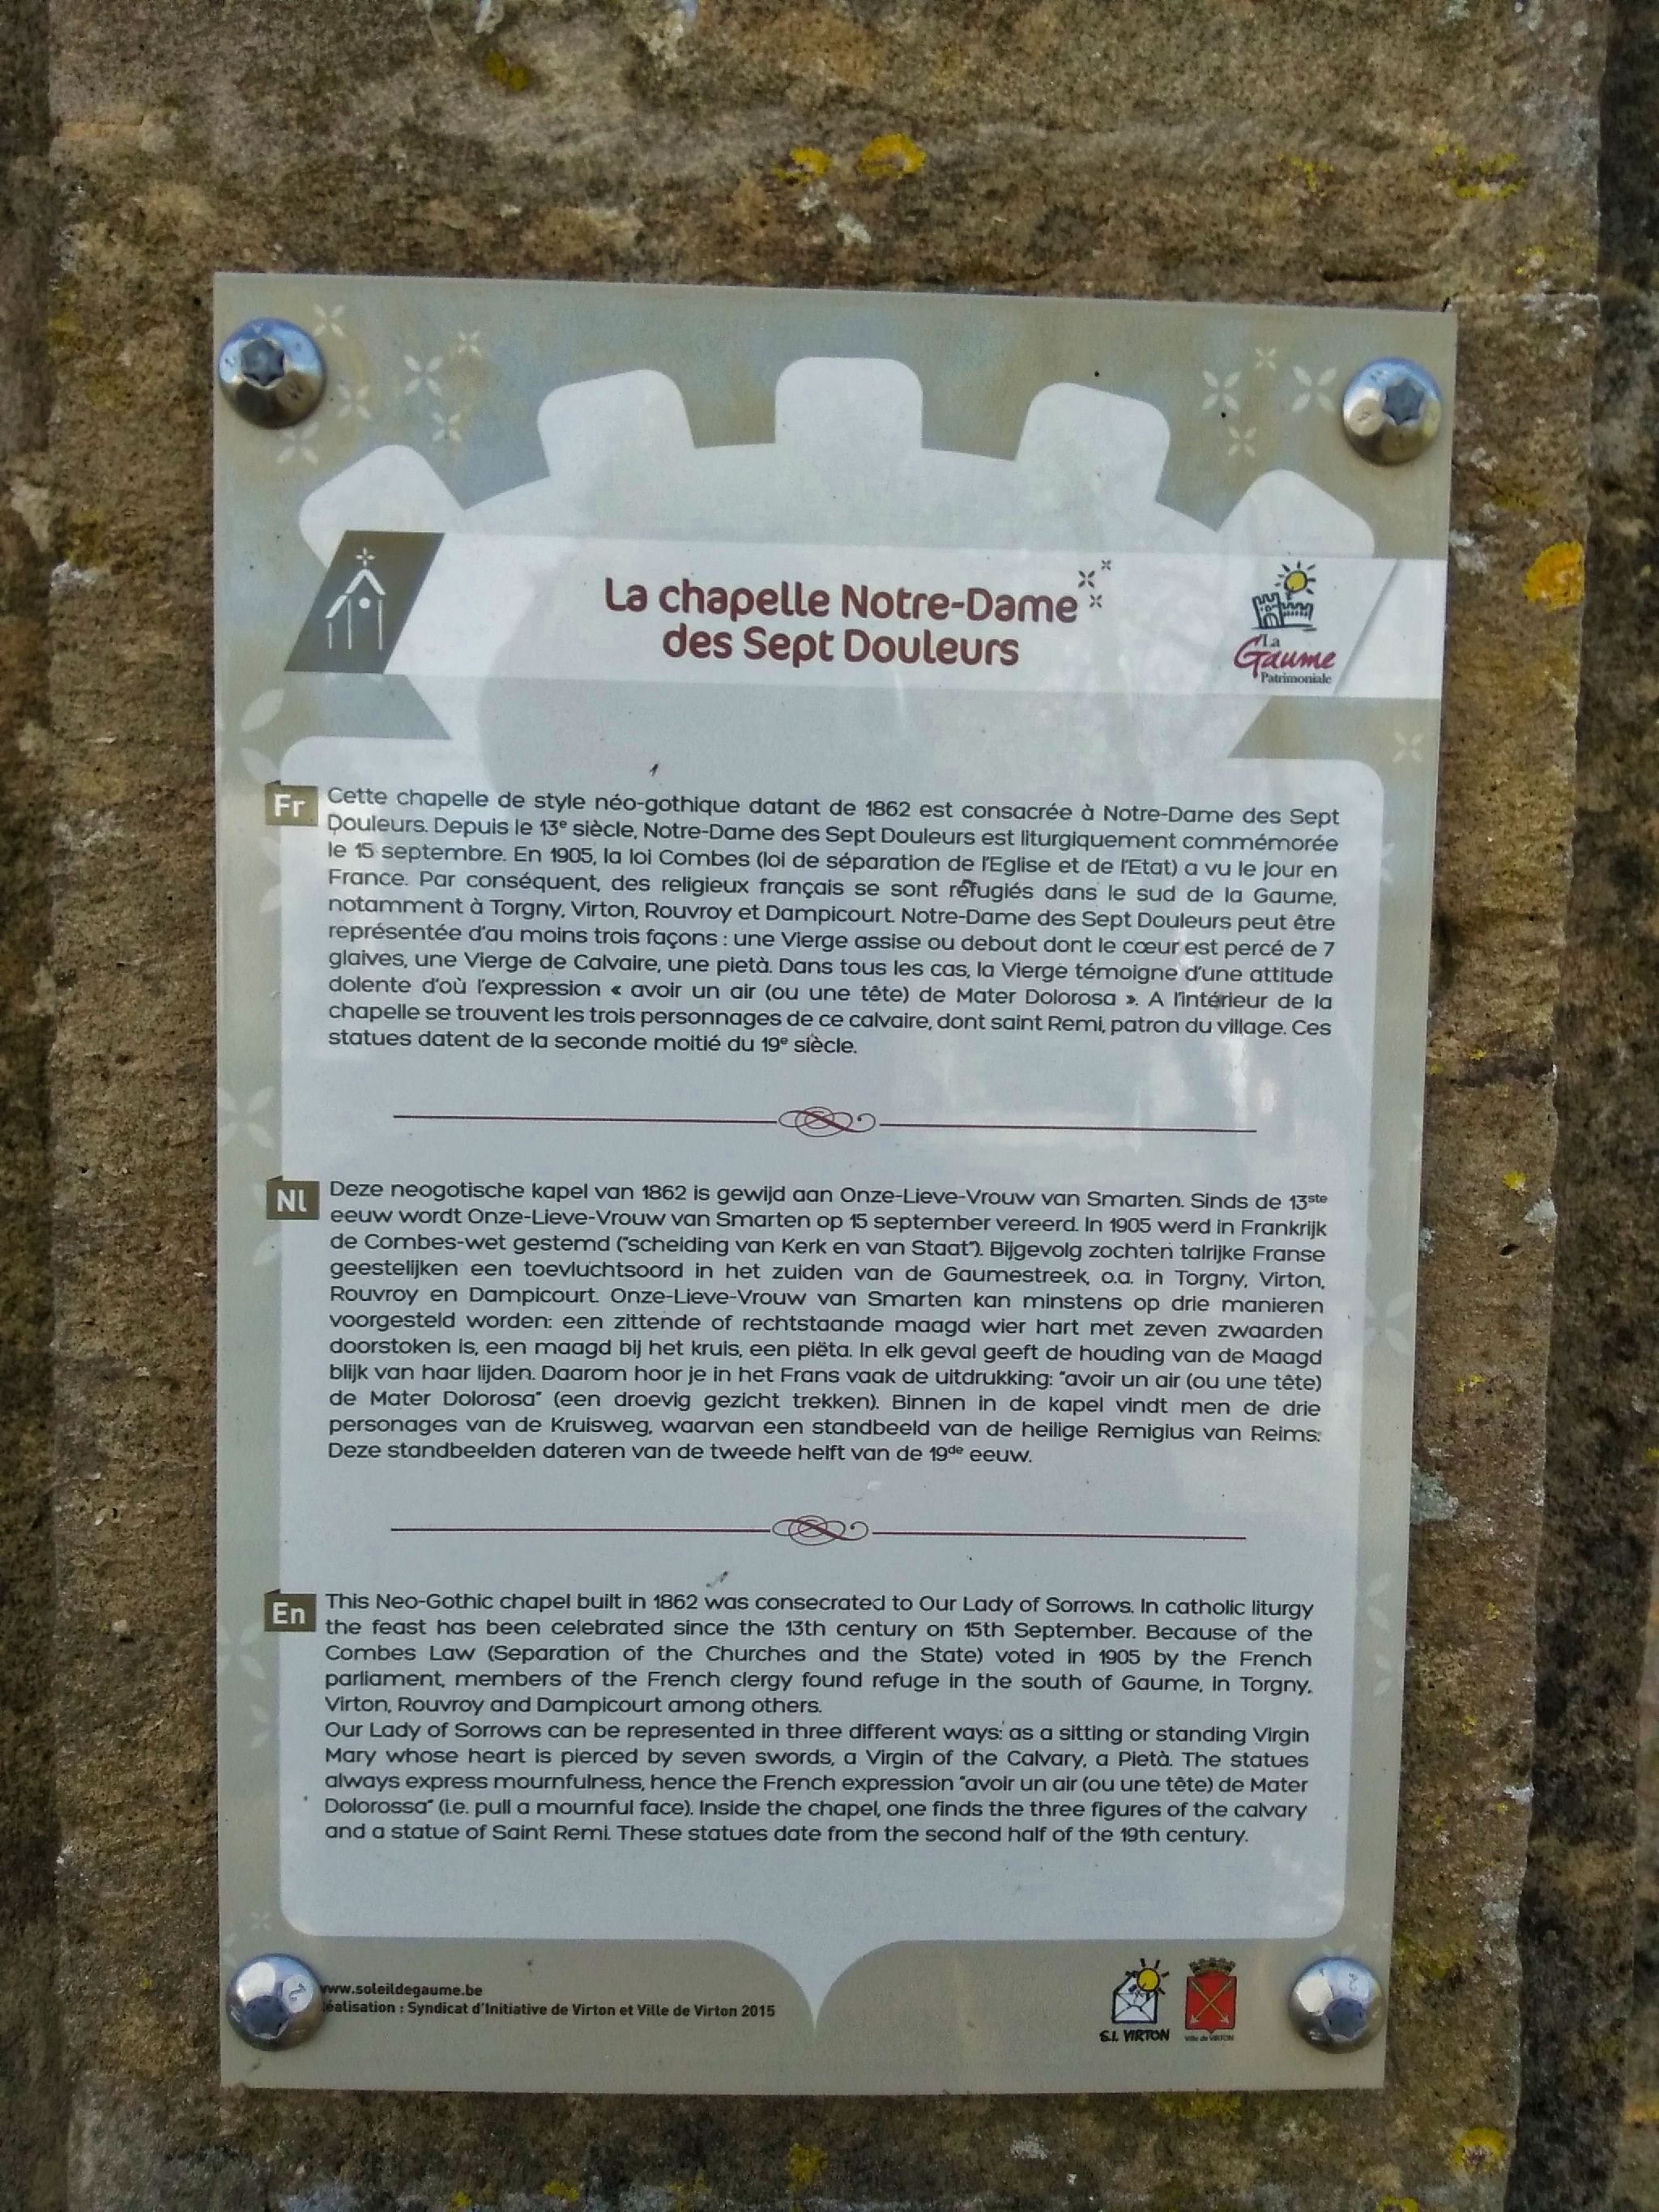 La chapelle Notre-Dame
des Sept Douleurs
La
Gaume
Patrimoniale
Fr
Cette chapelle de style néo-gothique datant de 1862 est consacrée à Notre-Dame des Sept
Douleurs. Depuis le 13e siècle, Notre-Dame des Sept Douleurs est liturgiquement commémorée
le 15 septembre. En 1905, la loi Combes (loi de séparation de l'Eglise et de l'Etat) a vu le jour en
France. Par conséquent, des religieux français se sont réfugiés dans le sud de la Gaume,
notamment à Torgny, Virton, Rouvroy et Dampicourt. Notre-Dame des Sept Douleurs peut être
représentée d'au moins trois façons : une Vierge assise ou debout dont le cœur est percé de 7
glaives, une Vierge de Calvaire, une pietà. Dans tous les cas, la Vierge témoigne d'une attitude
dolente d'où l'expression « avoir un air (ou une tête) de Mater Dolorosa ». A l'intérieur de la
chapelle se trouvent les trois personnages de ce calvaire, dont saint Remi, patron du village. Ces
statues datent de la seconde moitié du 19e siècle.
Nl
Deze neogotische kapel van 1862 is gewijd aan Onze-Lieve-Vrouw van Smarten. Sinds de 13ste
eeuw wordt Onze-Lieve-Vrouw van Smarten op 15 september vereerd. In 1905 werd in Frankrijk
de Combes-wet gestemd ("scheiding van Kerk en van Staat"). Bijgevolg zochten talrijke Franse
geestelijken een toevluchtsoord in het zuiden van de Gaumestreek, o.a. in Torgny, Virton,
Rouvroy en Dampicourt. Onze-Lieve-Vrouw van Smarten kan minstens op drie manieren
voorgesteld worden: een zittende of rechtstaande maagd wier hart met zeven zwaarden
doorstoken is, een maagd bij het kruis, een piëta. In elk geval geeft de houding van de Maagd
blijk van haar lijden. Daarom hoor je in het Frans vaak de uitdrukking: "avoir un air (ou une tête)
de Mater Dolorosa" (een droevig gezicht trekken). Binnen in de kapel vindt men de drie
personages van de Kruisweg, waarvan een standbeeld van de heilige Remigius van Reims.
Deze standbeelden dateren van de tweede helft van de 19de eeuw.
En
This Neo-Gothic chapel built in 1862 was consecrated to Our Lady of Sorrows. In catholic liturgy
the feast has been celebrated since the 13th century on 15th September. Because of the
Combes Law (Separation of the Churches and the State) voted in 1905 by the French
parliament, members of the French clergy found refuge in the south of Gaume, in Torgny,
Virton, Rouvroy and Dampicourt among others.
Our Lady of Sorrows can be represented in three different ways: as a sitting or standing Virgin
Mary whose heart is pierced by seven swords, a Virgin of the Calvary, a Pietà. The statues
always express mournfulness, hence the French expression "avoir un air (ou une tête) de Mater
Dolorossa" (i.e. pull a mournful face). Inside the chapel, one finds the three figures of the calvary
and a statue of Saint Remi. These statues date from the second half of the 19th century.
www.soleildegaume.be
éalisation : Syndicat d'Initiative de Virton et Ville de Virton 2015
S.I. VIRTON
Ville de VIRTON